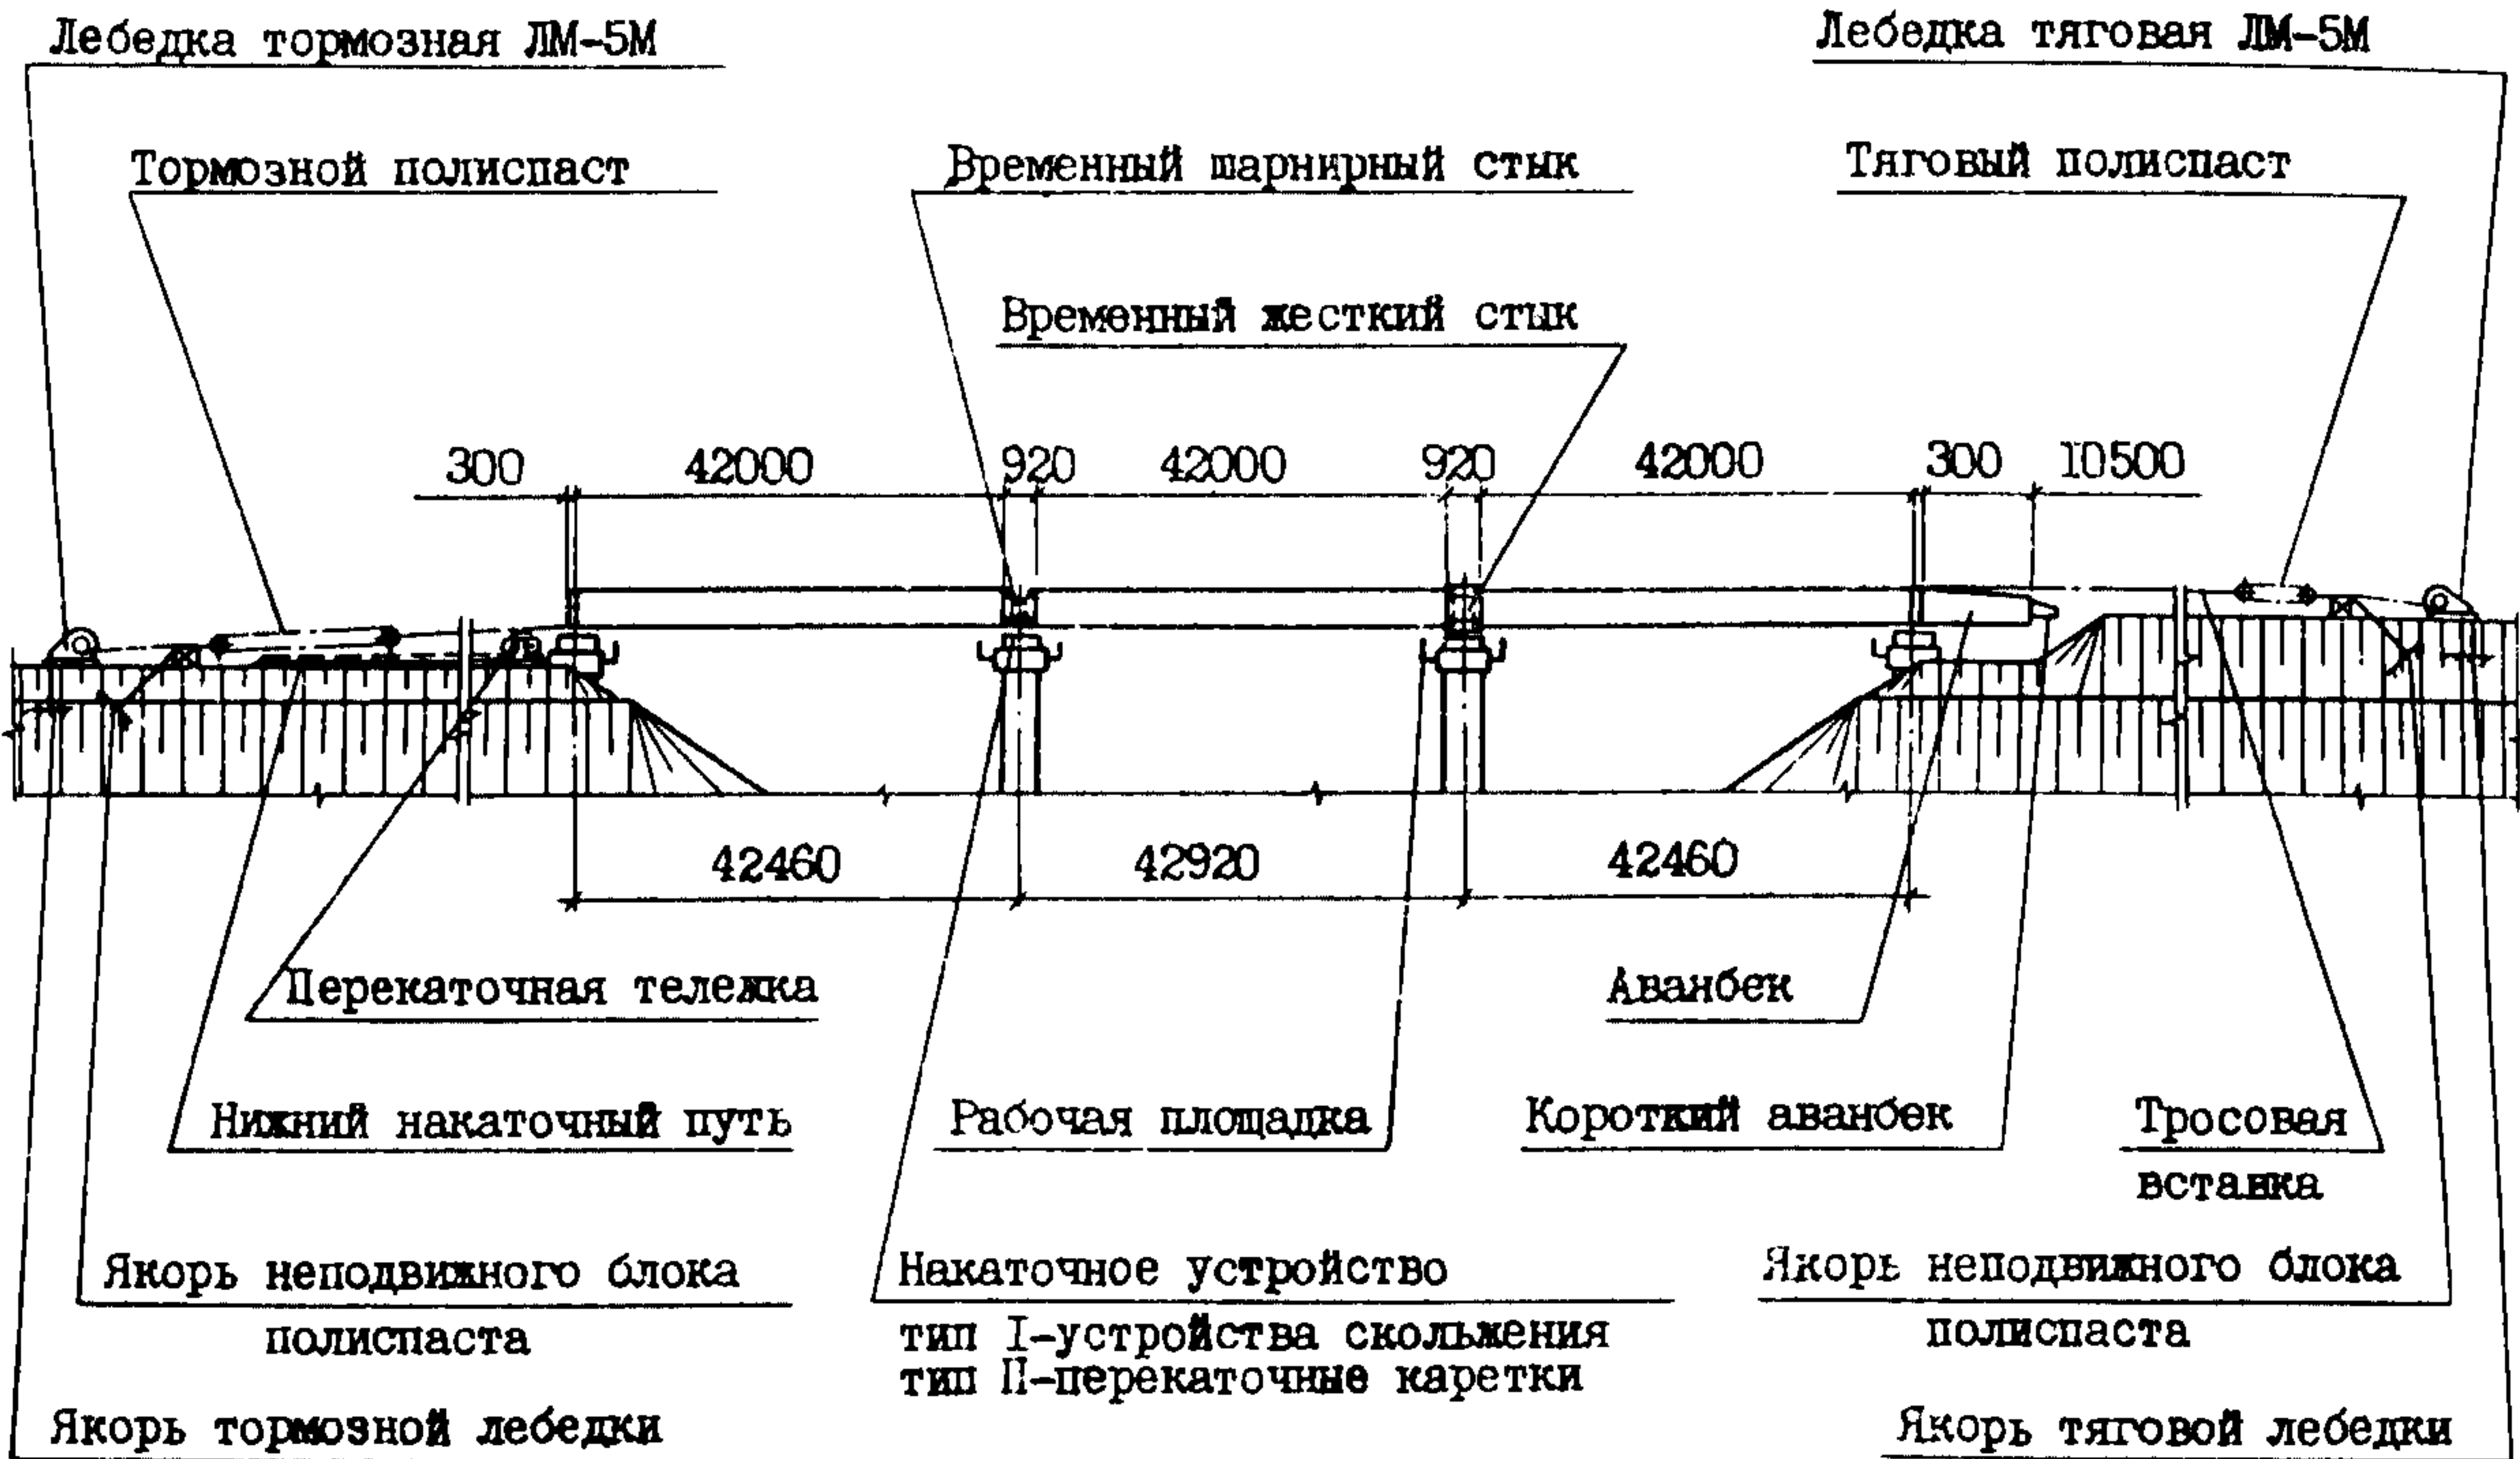 Лебедка тормозная ЛМ-5М
Лебедка тяговая ЛМ-5М
Тормозной полиспаст
Временный шарнирный стык
Тяговый полиспаст
Временный жесткий стык
300
42000
920
42000
920
42000
300
10500
42460
42920
42460
Перекаточная тележка
Аванбек
Нижний накаточный путь
Рабочая площадка
Короткий аванбек
Тросовая
вставка
Якорь неподвижного блока
полиспаста
Накаточное устройство
тип I-устройства скольжения
тип II-перекаточные каретки
Якорь неподвижного блока
полиспаста
Якорь тормозной лебедки
Якорь тяговой лебедки